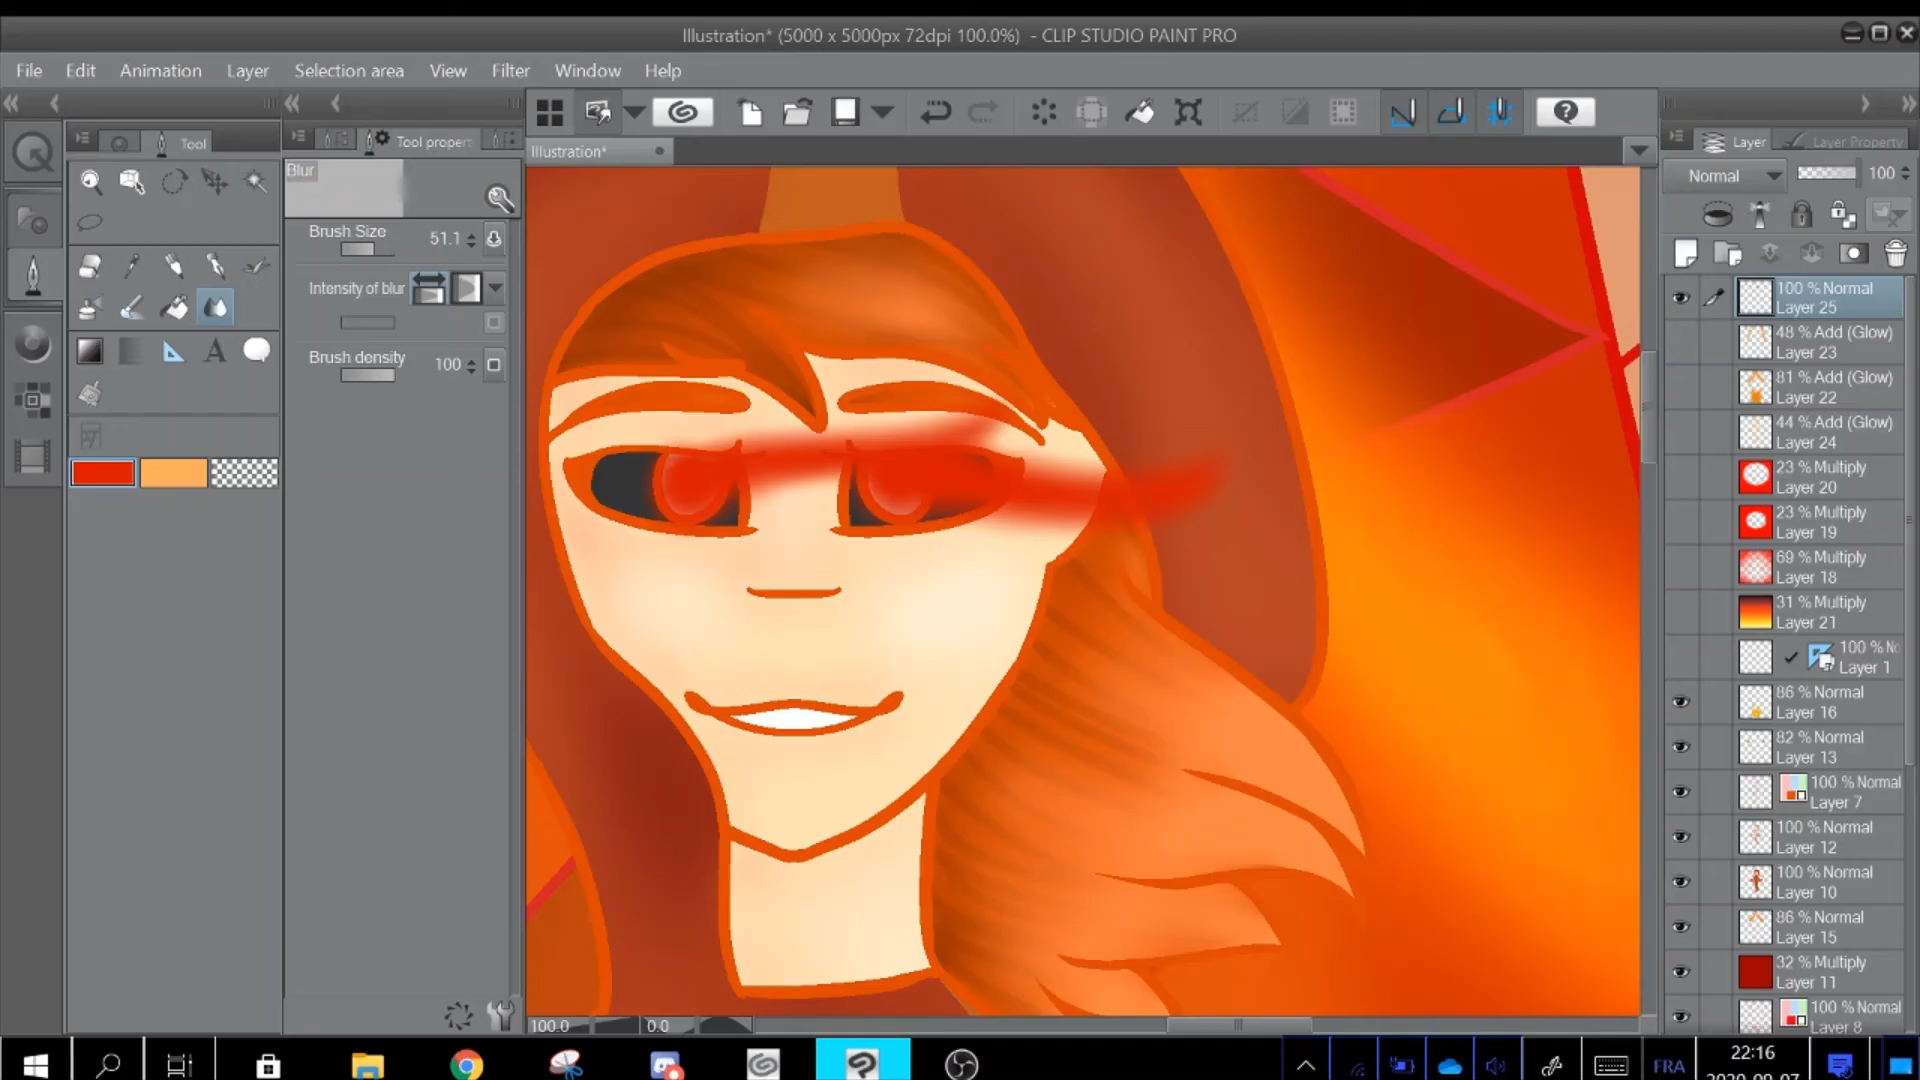 Illustration* (5000 x 5000px 72dpi 100.0%) - CLIP STUDIO PAINT PRO
File Edit Animation Layer Selection area View Filter Window Help
Tool
Tool propert
Illustration*
Layer
Layer Property
Blur
Normal
100
Brush Size
51.1
Intensity of blur
Brush density
100
100 % Normal
Layer 25
48 % Add (Glow)
Layer 23
81 % Add (Glow)
Layer 22
44 % Add (Glow)
Layer 24
23 % Multiply
Layer 20
23 % Multiply
Layer 19
69 % Multiply
Layer 18
31 % Multiply
Layer 21
100 % No
Layer 1
86 % Normal
Layer 16
82 % Normal
Layer 13
100 % Normal
Layer 7
100 % Normal
Layer 12
100 % Normal
Layer 10
86 % Normal
Layer 15
32 % Multiply
Layer 11
100 % Normal
Layer 8
100.0
0.0
FRA
22:16
2020-09-07